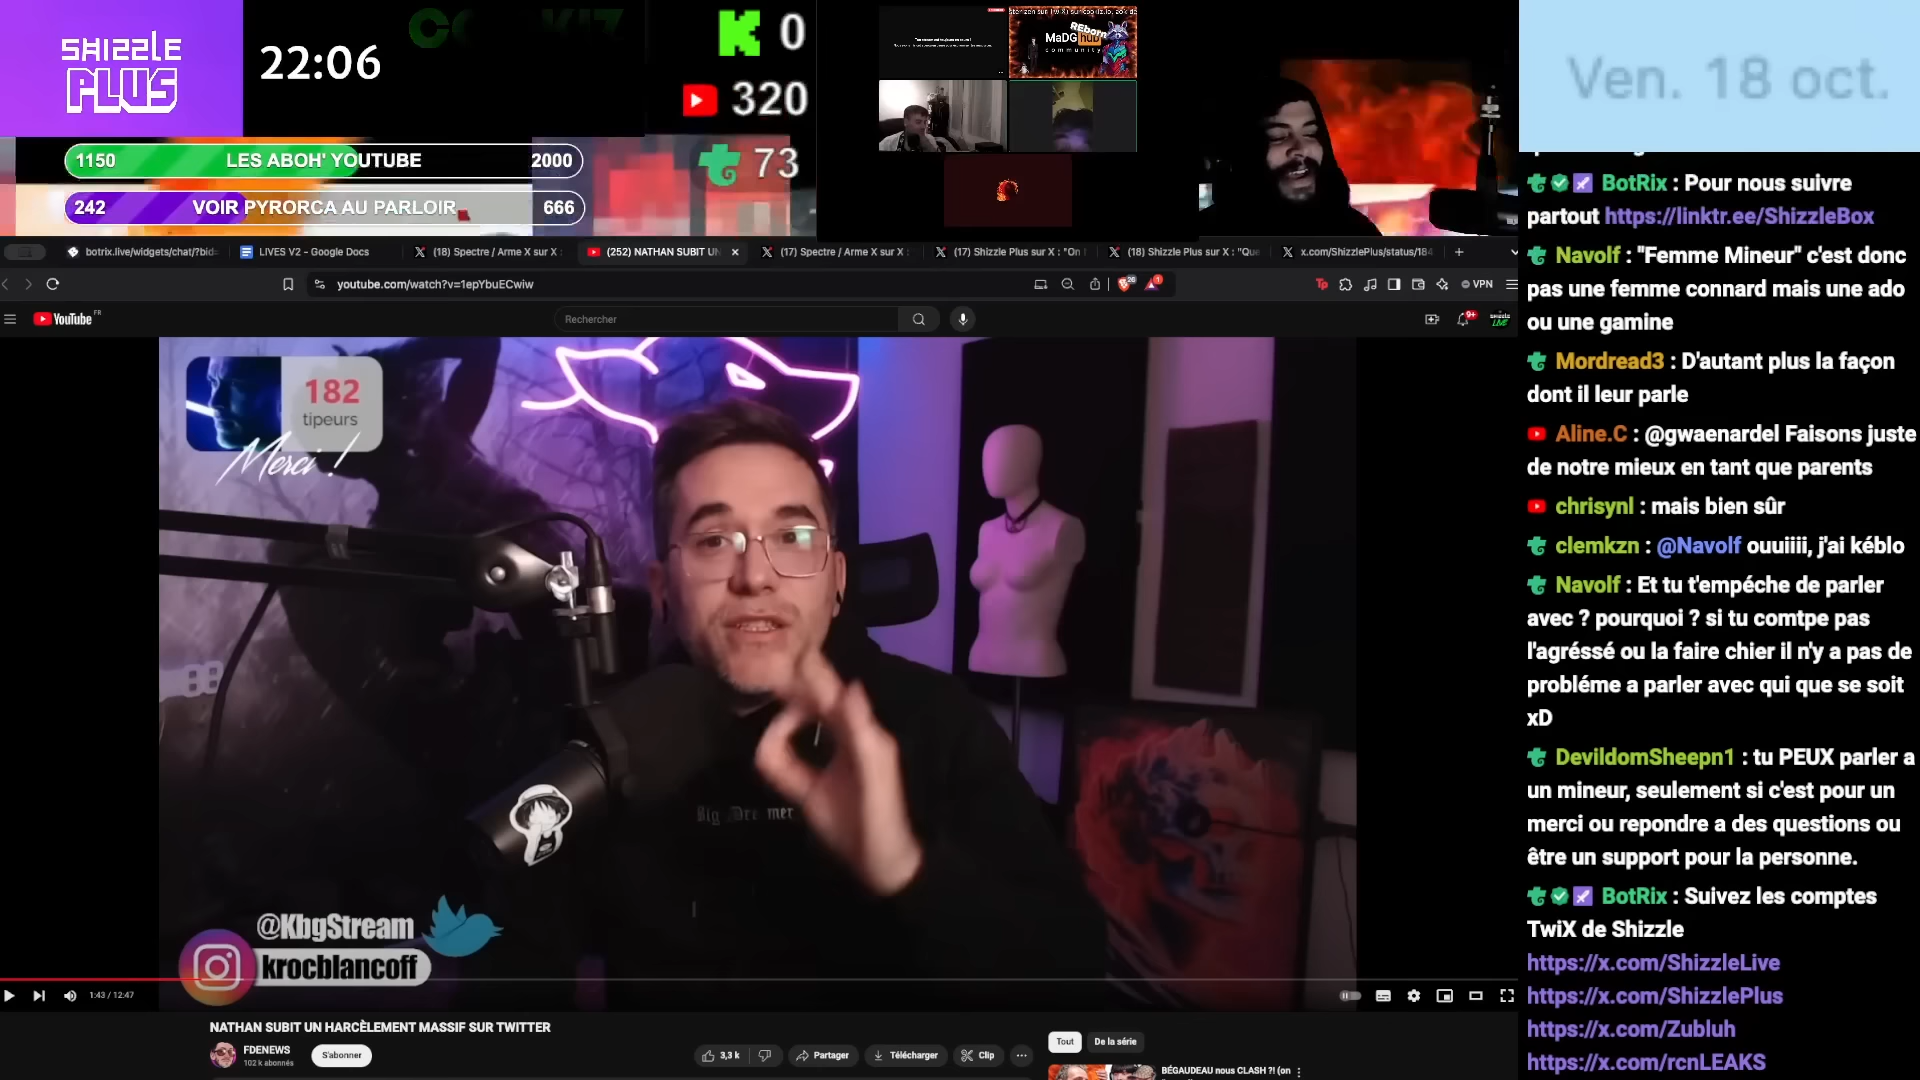 SHIZZLE
PLUS
22:06
COOKIZ
0
320
73
1150 LES ABOH' YOUTUBE 2000
242 VOIR PYRORCA AU PARLOIR 666
REborn
MaDG hub
community
Ven. 18 oct.
botrix.live/widgets/chat/?bid=
LIVES V2 - Google Docs
(18) Spectre / Arme X sur X :
(252) NATHAN SUBIT UN
(17) Spectre / Arme X sur X :
(17) Shizzle Plus sur X : "On
(18) Shizzle Plus sur X : "Que
x.com/ShizzlePlus/status/184
youtube.com/watch?v=1epYbuECwiw
26
1
VPN
YouTube FR
Rechercher
9+
182
tipeurs
Merci !
@KbgStream
krocblancoff
1:43 / 12:47
NATHAN SUBIT UN HARCÈLEMENT MASSIF SUR TWITTER
FDENEWS
102 k abonnés
S'abonner
3,3 k
Partager
Télécharger
Clip
Tout
De la série
BÉGAUDEAU nous CLASH ?! (on
BotRix : Pour nous suivre
partout https://linktr.ee/ShizzleBox
Navolf : "Femme Mineur" c'est donc
pas une femme connard mais une ado
ou une gamine
Mordread3 : D'autant plus la façon
dont il leur parle
Aline.C : @gwaenardel Faisons juste
de notre mieux en tant que parents
chrisynl : mais bien sûr
clemkzn : @Navolf ouuiiii, j'ai kéblo
Navolf : Et tu t'empéche de parler
avec ? pourquoi ? si tu comtpe pas
l'agréssé ou la faire chier il n'y a pas de
probléme a parler avec qui que se soit
xD
DevildomSheepn1 : tu PEUX parler a
un mineur, seulement si c'est pour un
merci ou repondre a des questions ou
être un support pour la personne.
BotRix : Suivez les comptes
TwiX de Shizzle
https://x.com/ShizzleLive
https://x.com/ShizzlePlus
https://x.com/Zubluh
https://x.com/rcnLEAKS